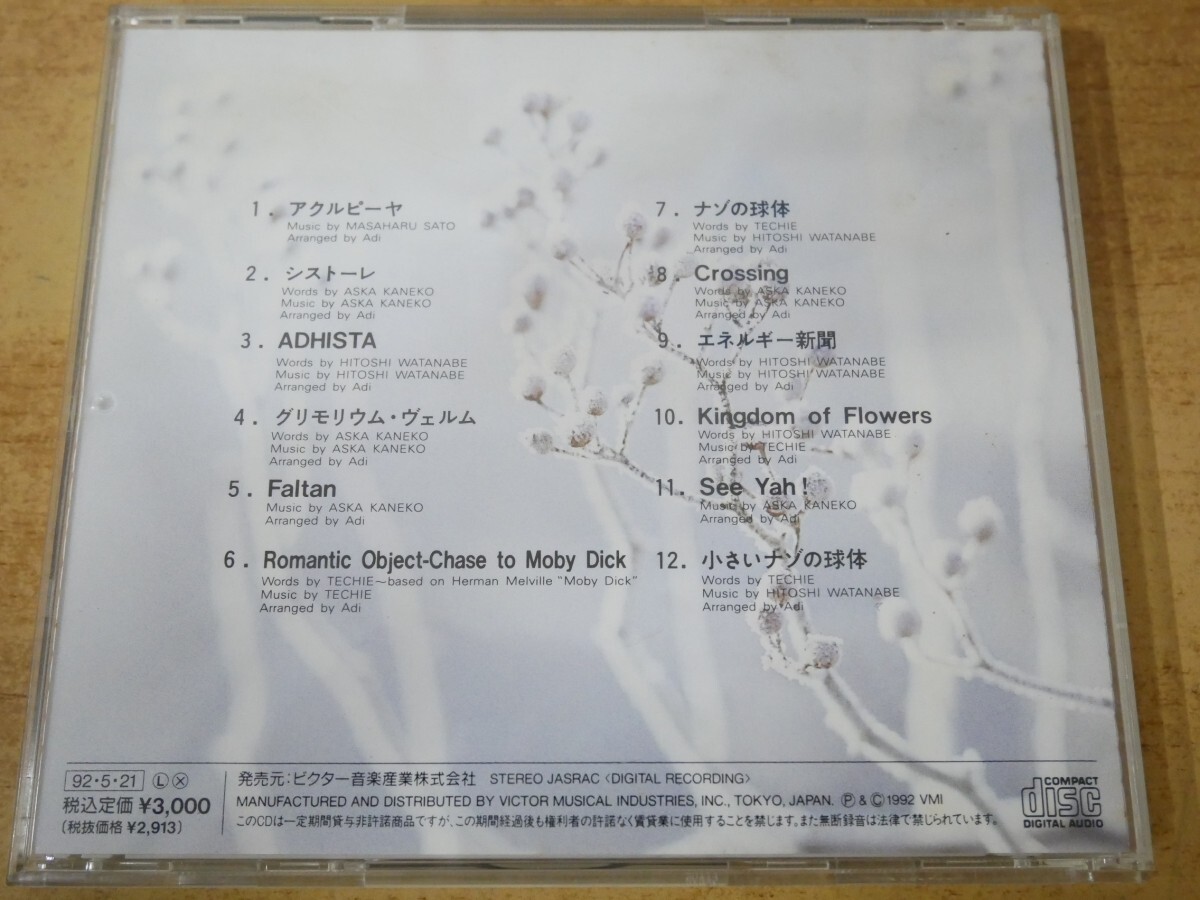 1. アクルピーヤ
Music by MASAHARU SATO
Arranged by Adi
2. シストーレ
Words by ASKA KANEKO
Music by ASKA KANEKO
Arranged by Adi
3. ADHISTA
Words by HITOSHI WATANABE
Music by HITOSHI WATANABE
Arranged by Adi
4. グリモリウム・ヴェルム
Words by ASKA KANEKO
Music by ASKA KANEKO
Arranged by Adi
5. Faltan
Music by ASKA KANEKO
Arranged by Adi
6. Romantic Object-Chase to Moby Dick
Words by TECHIE~based on Herman Melville "Moby Dick"
Music by TECHIE
Arranged by Adi
7. ナゾの球体
Words by TECHIE
Music by HITOSHI WATANABE
Arranged by Adi
8. Crossing
Words by ASKA KANEKO
Music by ASKA KANEKO
Arranged by Adi
9. エネルギー新聞
Words by HITOSHI WATANABE
Music by HITOSHI WATANABE
Arranged by Adi
10. Kingdom of Flowers
Words by HITOSHI WATANABE
Music by TECHIE
Arranged by Adi
11. See Yah!
Music by ASKA KANEKO
Arranged by Adi
12. 小さいナゾの球体
Words by TECHIE
Music by HITOSHI WATANABE
Arranged by Adi
92・5・21 Ⓛ Ⓧ
税込定価 ¥3,000
(税抜価格 ¥2,913)
発売元:ビクター音楽産業株式会社 STEREO JASRAC〈DIGITAL RECORDING〉
MANUFACTURED AND DISTRIBUTED BY VICTOR MUSICAL INDUSTRIES, INC., TOKYO, JAPAN. Ⓟ & Ⓒ 1992 VMI
このCDは一定期間貸与非許諾商品ですが、この期間経過後も権利者の許諾なく賃貸業に使用することを禁じます。また無断録音は法律で禁じられています。
COMPACT
disc
DIGITAL AUDIO